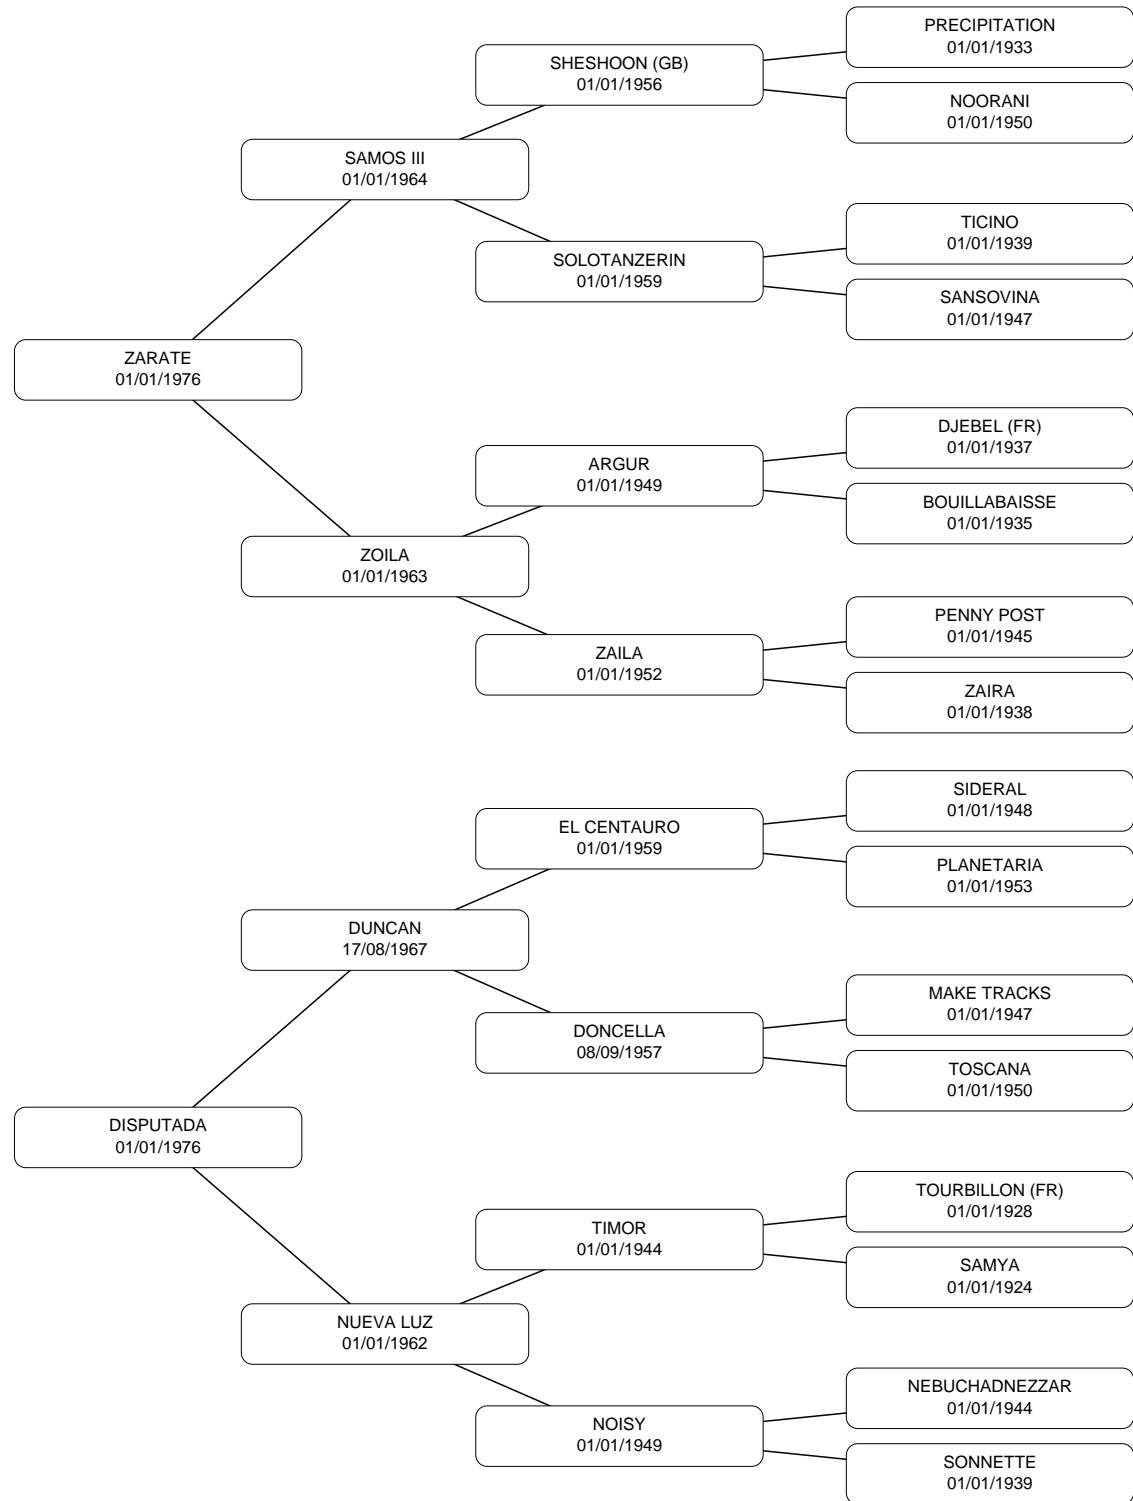 PRECIPITATION
01/01/1933
SHESHOON (GB)
01/01/1956
NOORANI
01/01/1950
SAMOS III
01/01/1964
TICINO
01/01/1939
SOLOTANZERIN
01/01/1959
SANSOVINA
01/01/1947
ZARATE
01/01/1976
DJEBEL (FR)
01/01/1937
ARGUR
01/01/1949
BOUILLABAISSE
01/01/1935
ZOILA
01/01/1963
PENNY POST
01/01/1945
ZAILA
01/01/1952
ZAIRA
01/01/1938
SIDERAL
01/01/1948
EL CENTAURO
01/01/1959
PLANETARIA
01/01/1953
DUNCAN
17/08/1967
MAKE TRACKS
01/01/1947
DONCELLA
08/09/1957
TOSCANA
01/01/1950
DISPUTADA
01/01/1976
TOURBILLON (FR)
01/01/1928
TIMOR
01/01/1944
SAMYA
01/01/1924
NUEVA LUZ
01/01/1962
NEBUCHADNEZZAR
01/01/1944
NOISY
01/01/1949
SONNETTE
01/01/1939